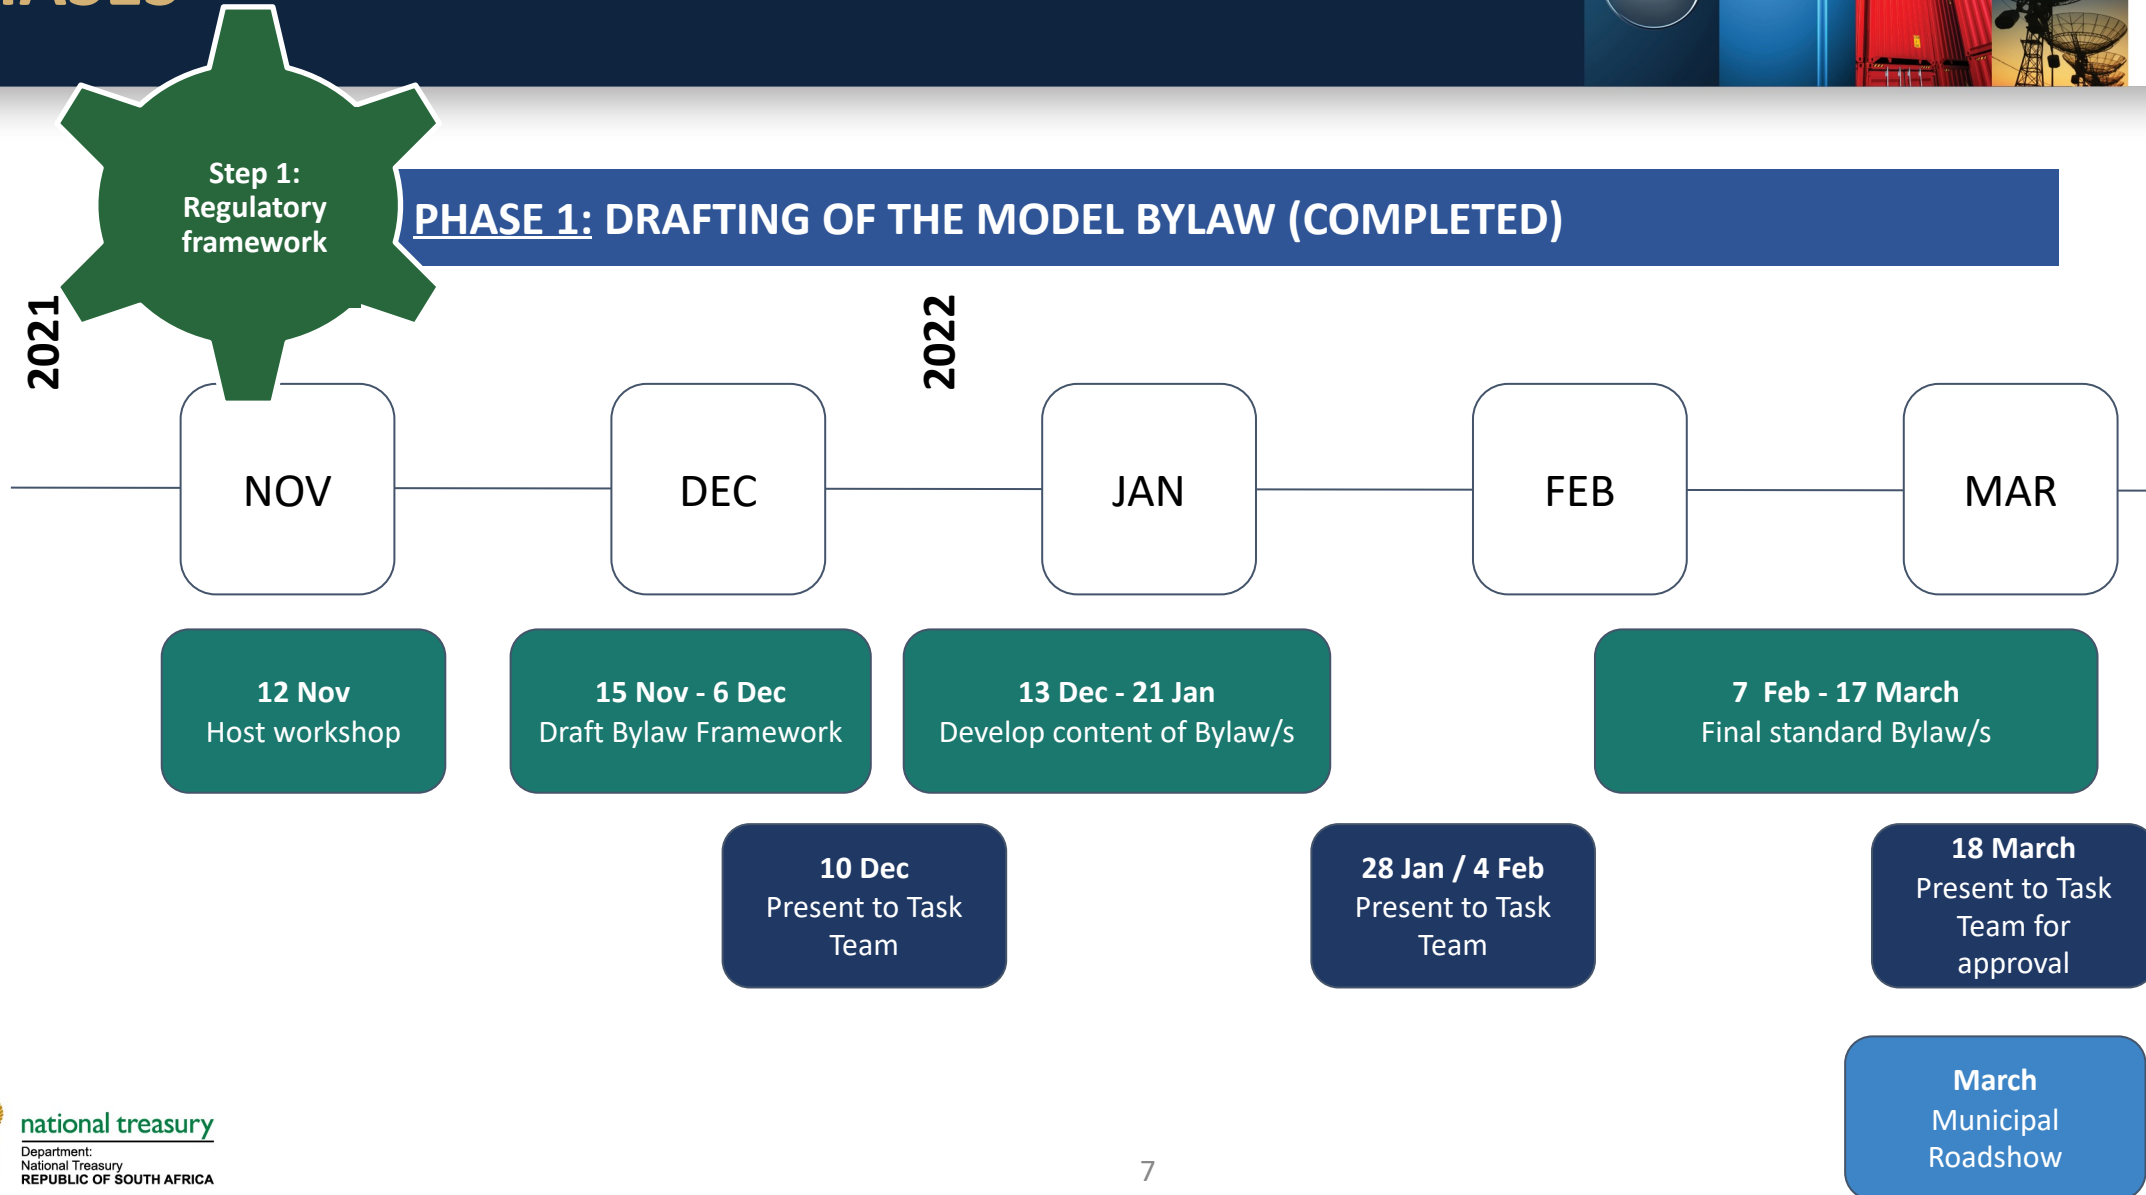 Step 1:
Regulatory
framework
PHASE 1: DRAFTING OF THE MODEL BYLAW (COMPLETED)
2021
2022
NOV
DEC
JAN
FEB
MAR
12 Nov
Host workshop
15 Nov - 6 Dec
Draft Bylaw Framework
13 Dec - 21 Jan
Develop content of Bylaw/s
7 Feb - 17 March
Final standard Bylaw/s
10 Dec
Present to Task
Team
28 Jan / 4 Feb
Present to Task
Team
18 March
Present to Task
Team for
approval
March
Municipal
Roadshow
national treasury
Department:
National Treasury
REPUBLIC OF SOUTH AFRICA
7